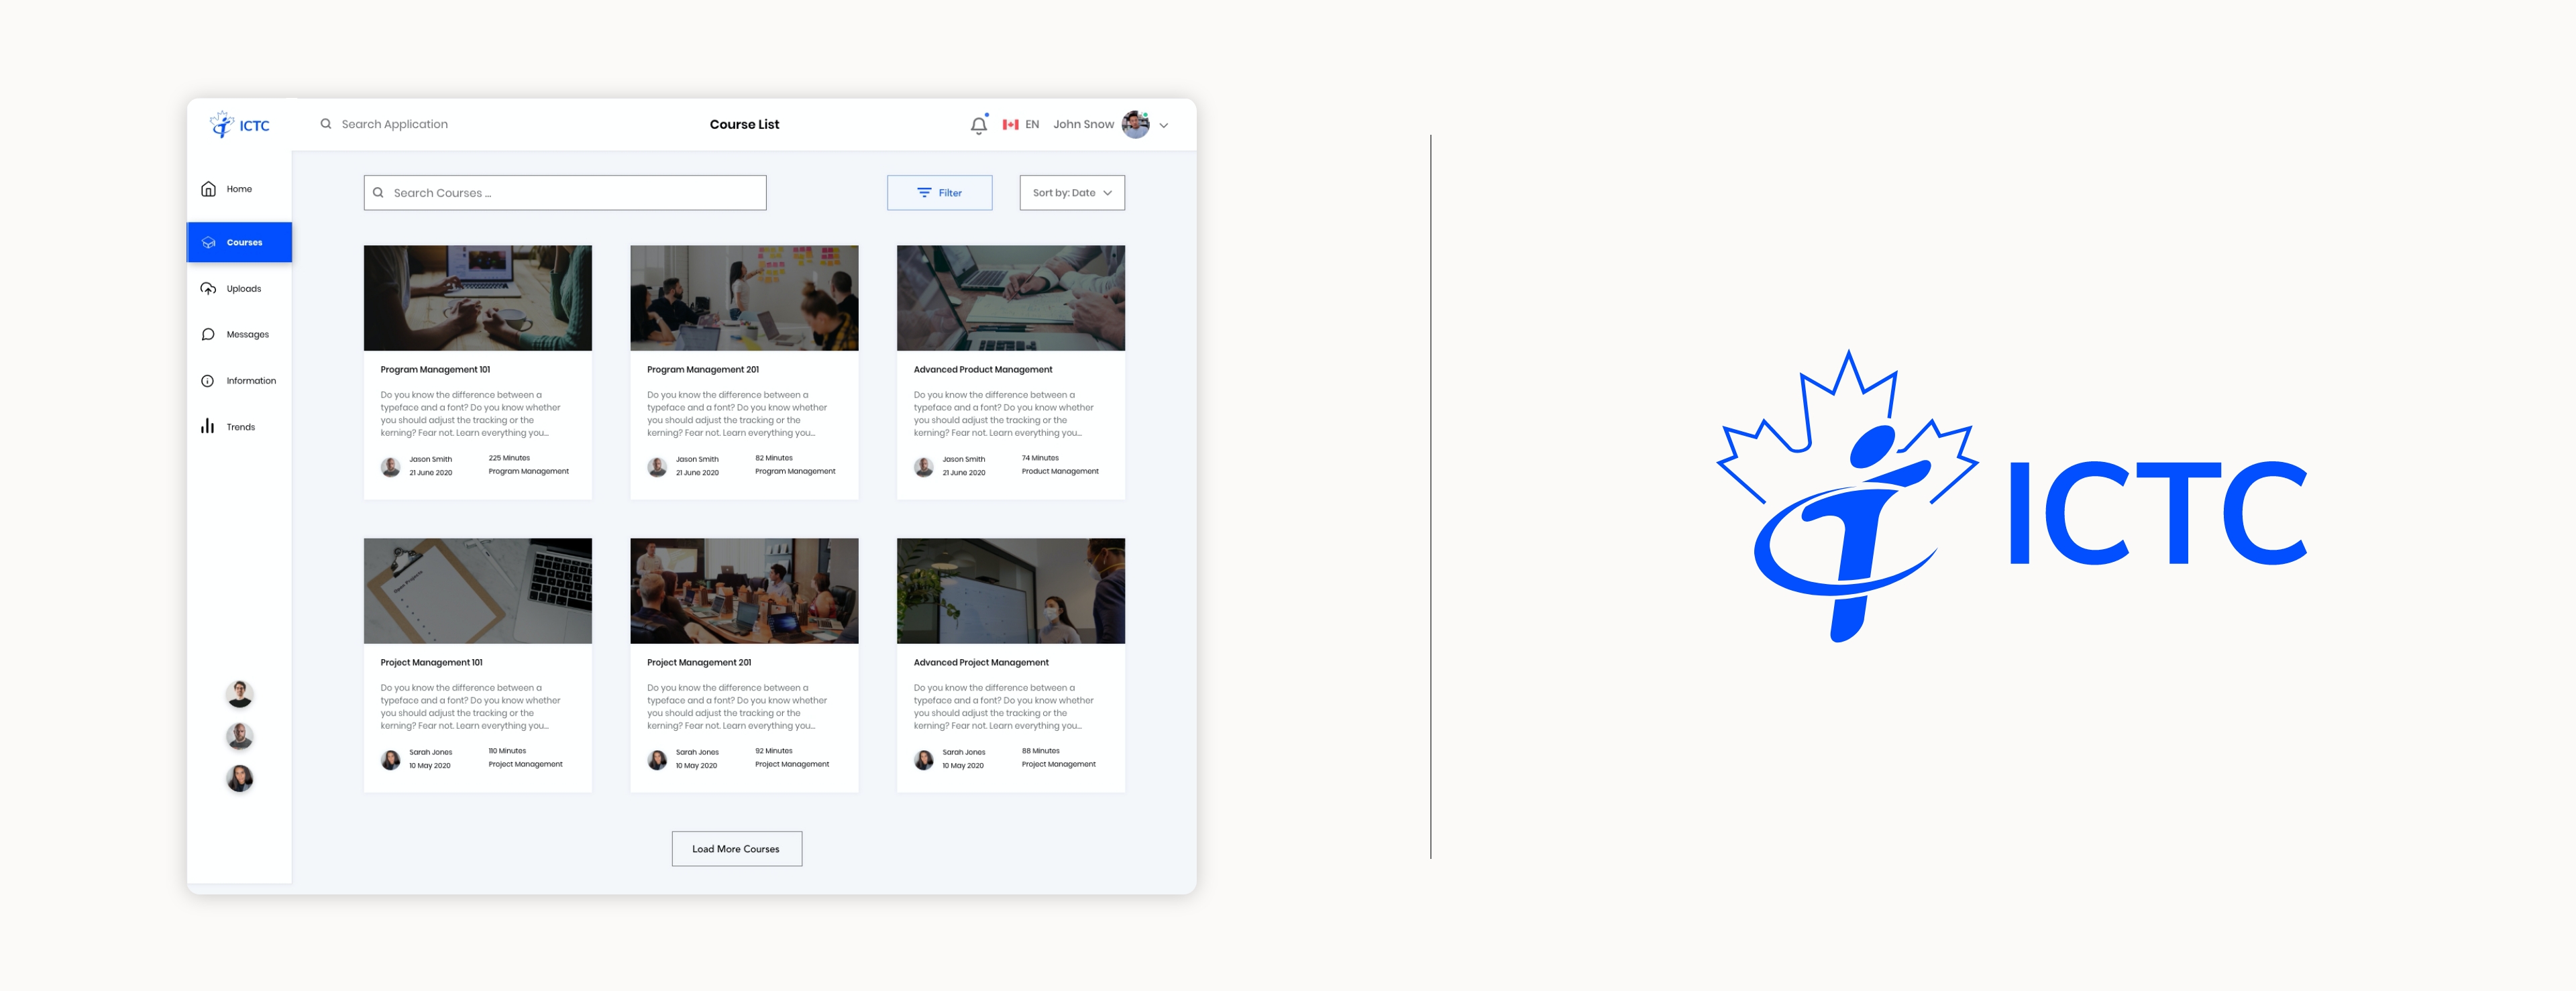 ICTC
Search Application
Course List
EN
John Snow
Home
Courses
Uploads
Messages
Information
Trends
Search Courses ...
Filter
Sort by: Date
Program Management 101
Do you know the difference between a
typeface and a font? Do you know whether
you should adjust the tracking or the
kerning? Fear not. Learn everything you...
Jason Smith
21 June 2020
225 Minutes
Program Management
Program Management 201
Do you know the difference between a
typeface and a font? Do you know whether
you should adjust the tracking or the
kerning? Fear not. Learn everything you...
Jason Smith
21 June 2020
82 Minutes
Program Management
Advanced Product Management
Do you know the difference between a
typeface and a font? Do you know whether
you should adjust the tracking or the
kerning? Fear not. Learn everything you...
Jason Smith
21 June 2020
74 Minutes
Product Management
Project Management 101
Do you know the difference between a
typeface and a font? Do you know whether
you should adjust the tracking or the
kerning? Fear not. Learn everything you...
Sarah Jones
10 May 2020
110 Minutes
Project Management
Project Management 201
Do you know the difference between a
typeface and a font? Do you know whether
you should adjust the tracking or the
kerning? Fear not. Learn everything you...
Sarah Jones
10 May 2020
92 Minutes
Project Management
Advanced Project Management
Do you know the difference between a
typeface and a font? Do you know whether
you should adjust the tracking or the
kerning? Fear not. Learn everything you...
Sarah Jones
10 May 2020
88 Minutes
Project Management
Load More Courses
ICTC